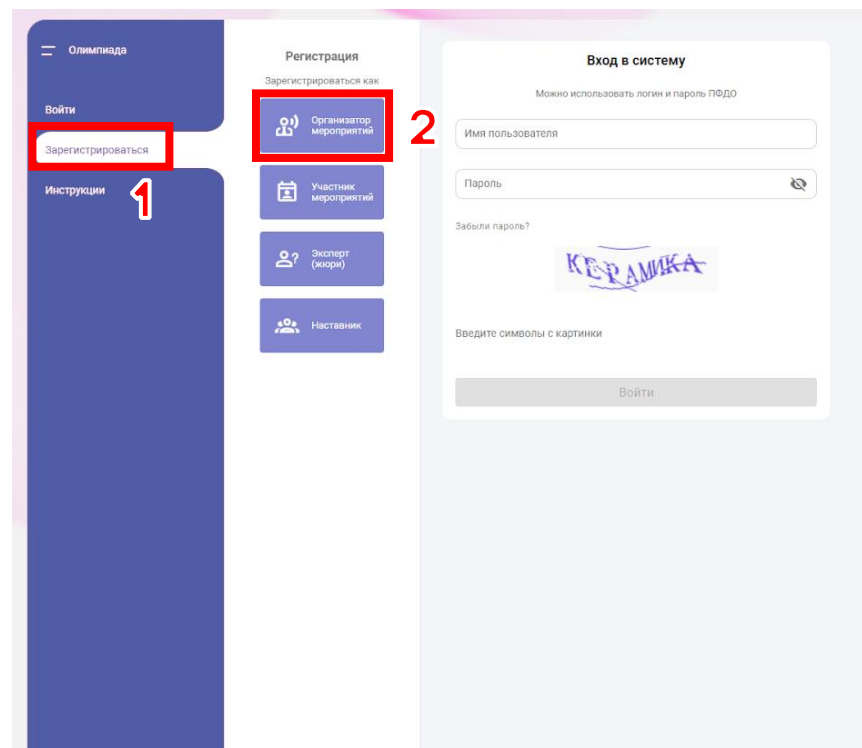 Олимпиада
Войти
Зарегистрироваться
1
Инструкции
Регистрация
Зарегистрироваться как
Организатор
мероприятий
2
Участник
мероприятий
Эксперт
(жюри)
Наставник
Вход в систему
Можно использовать логин и пароль ПФДО
Имя пользователя
Пароль
Забыли пароль?
КЕРАМИКА
Введите символы с картинки
Войти